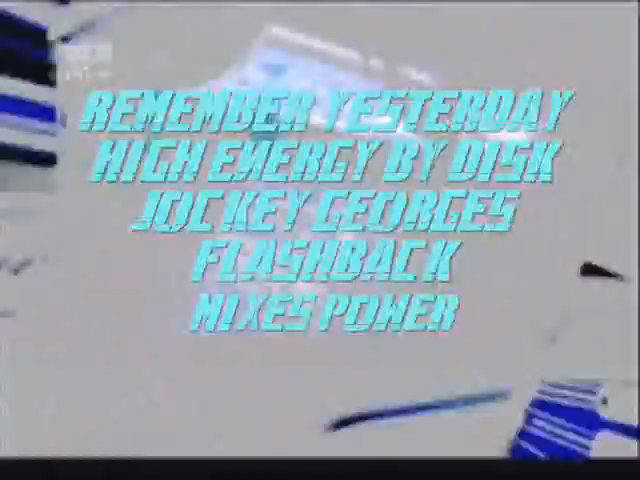 REMEMBER YESTERDAY
HIGH ENERGY BY DISK
JOCKEY GEORGES
FLASHBACK
MIXES POWER